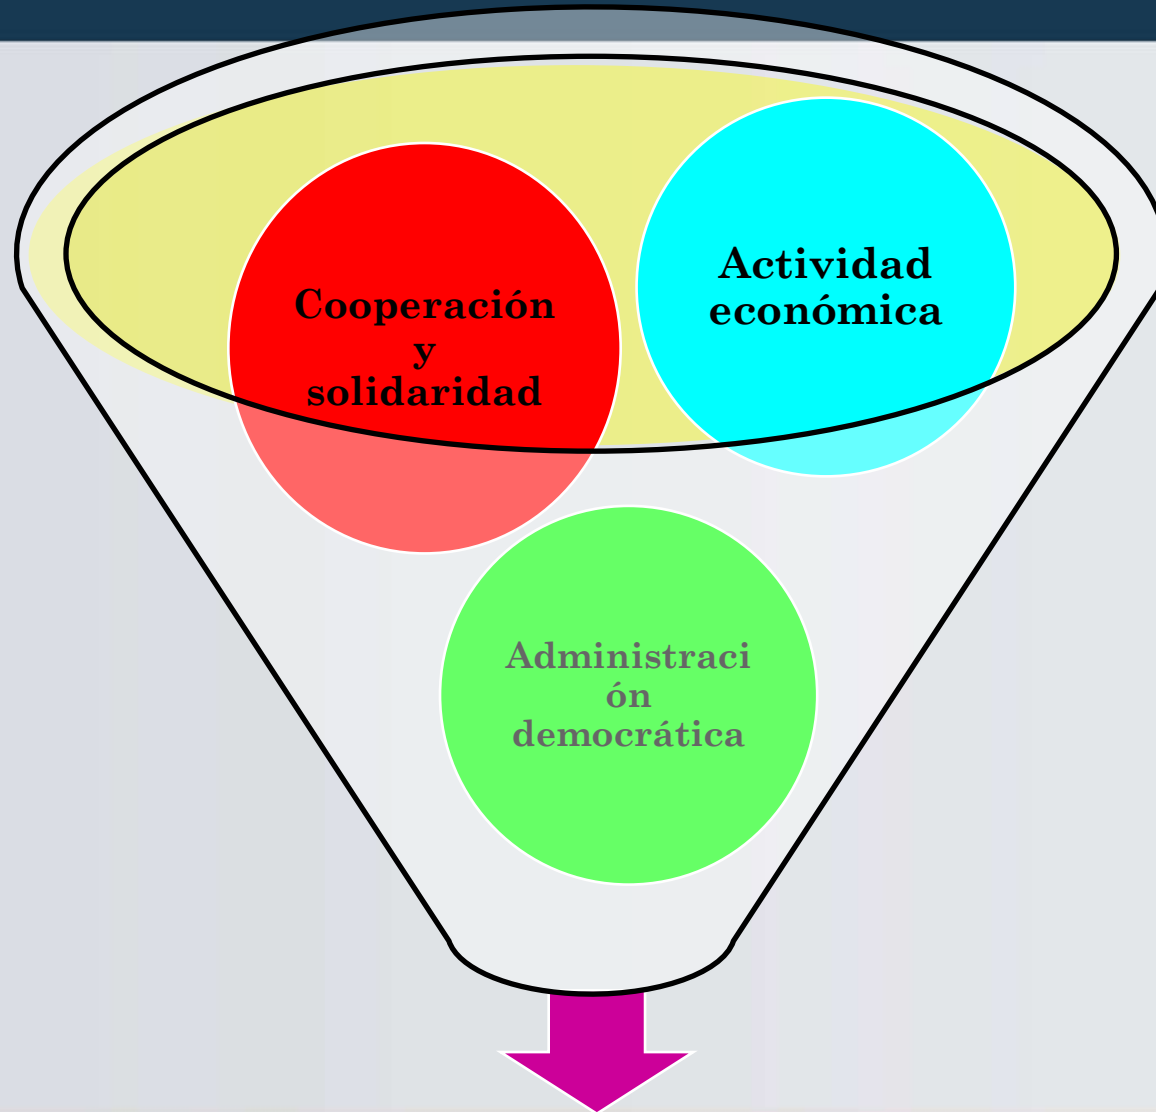 Cooperación
y
solidaridad
Actividad
económica
Administraci
ón
democrática